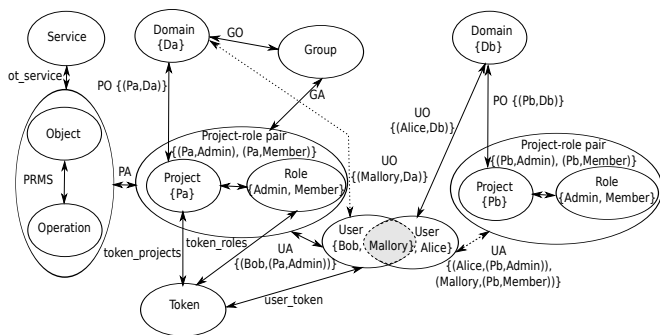 Service
ot_service
Object
PRMS
Operation
PA
Domain
{Da}
GO
Group
GA
PO {(Pa,Da)}
Project-role pair
{(Pa,Admin), (Pa,Member)}
Project
{Pa}
Role
{Admin, Member}
UO
{(Mallory,Da)}
UO
{(Alice,Db)}
Domain
{Db}
PO {(Pb,Db)}
Project-role pair
{(Pb,Admin), (Pb,Member)}
Project
{Pb}
Role
{Admin, Member}
User
{Bob, Mallory}
User
, Alice}
UA
{(Bob,(Pa,Admin))}
UA
{(Alice,(Pb,Admin)),
(Mallory,(Pb,Member))}
token_projects
token_roles
user_token
Token